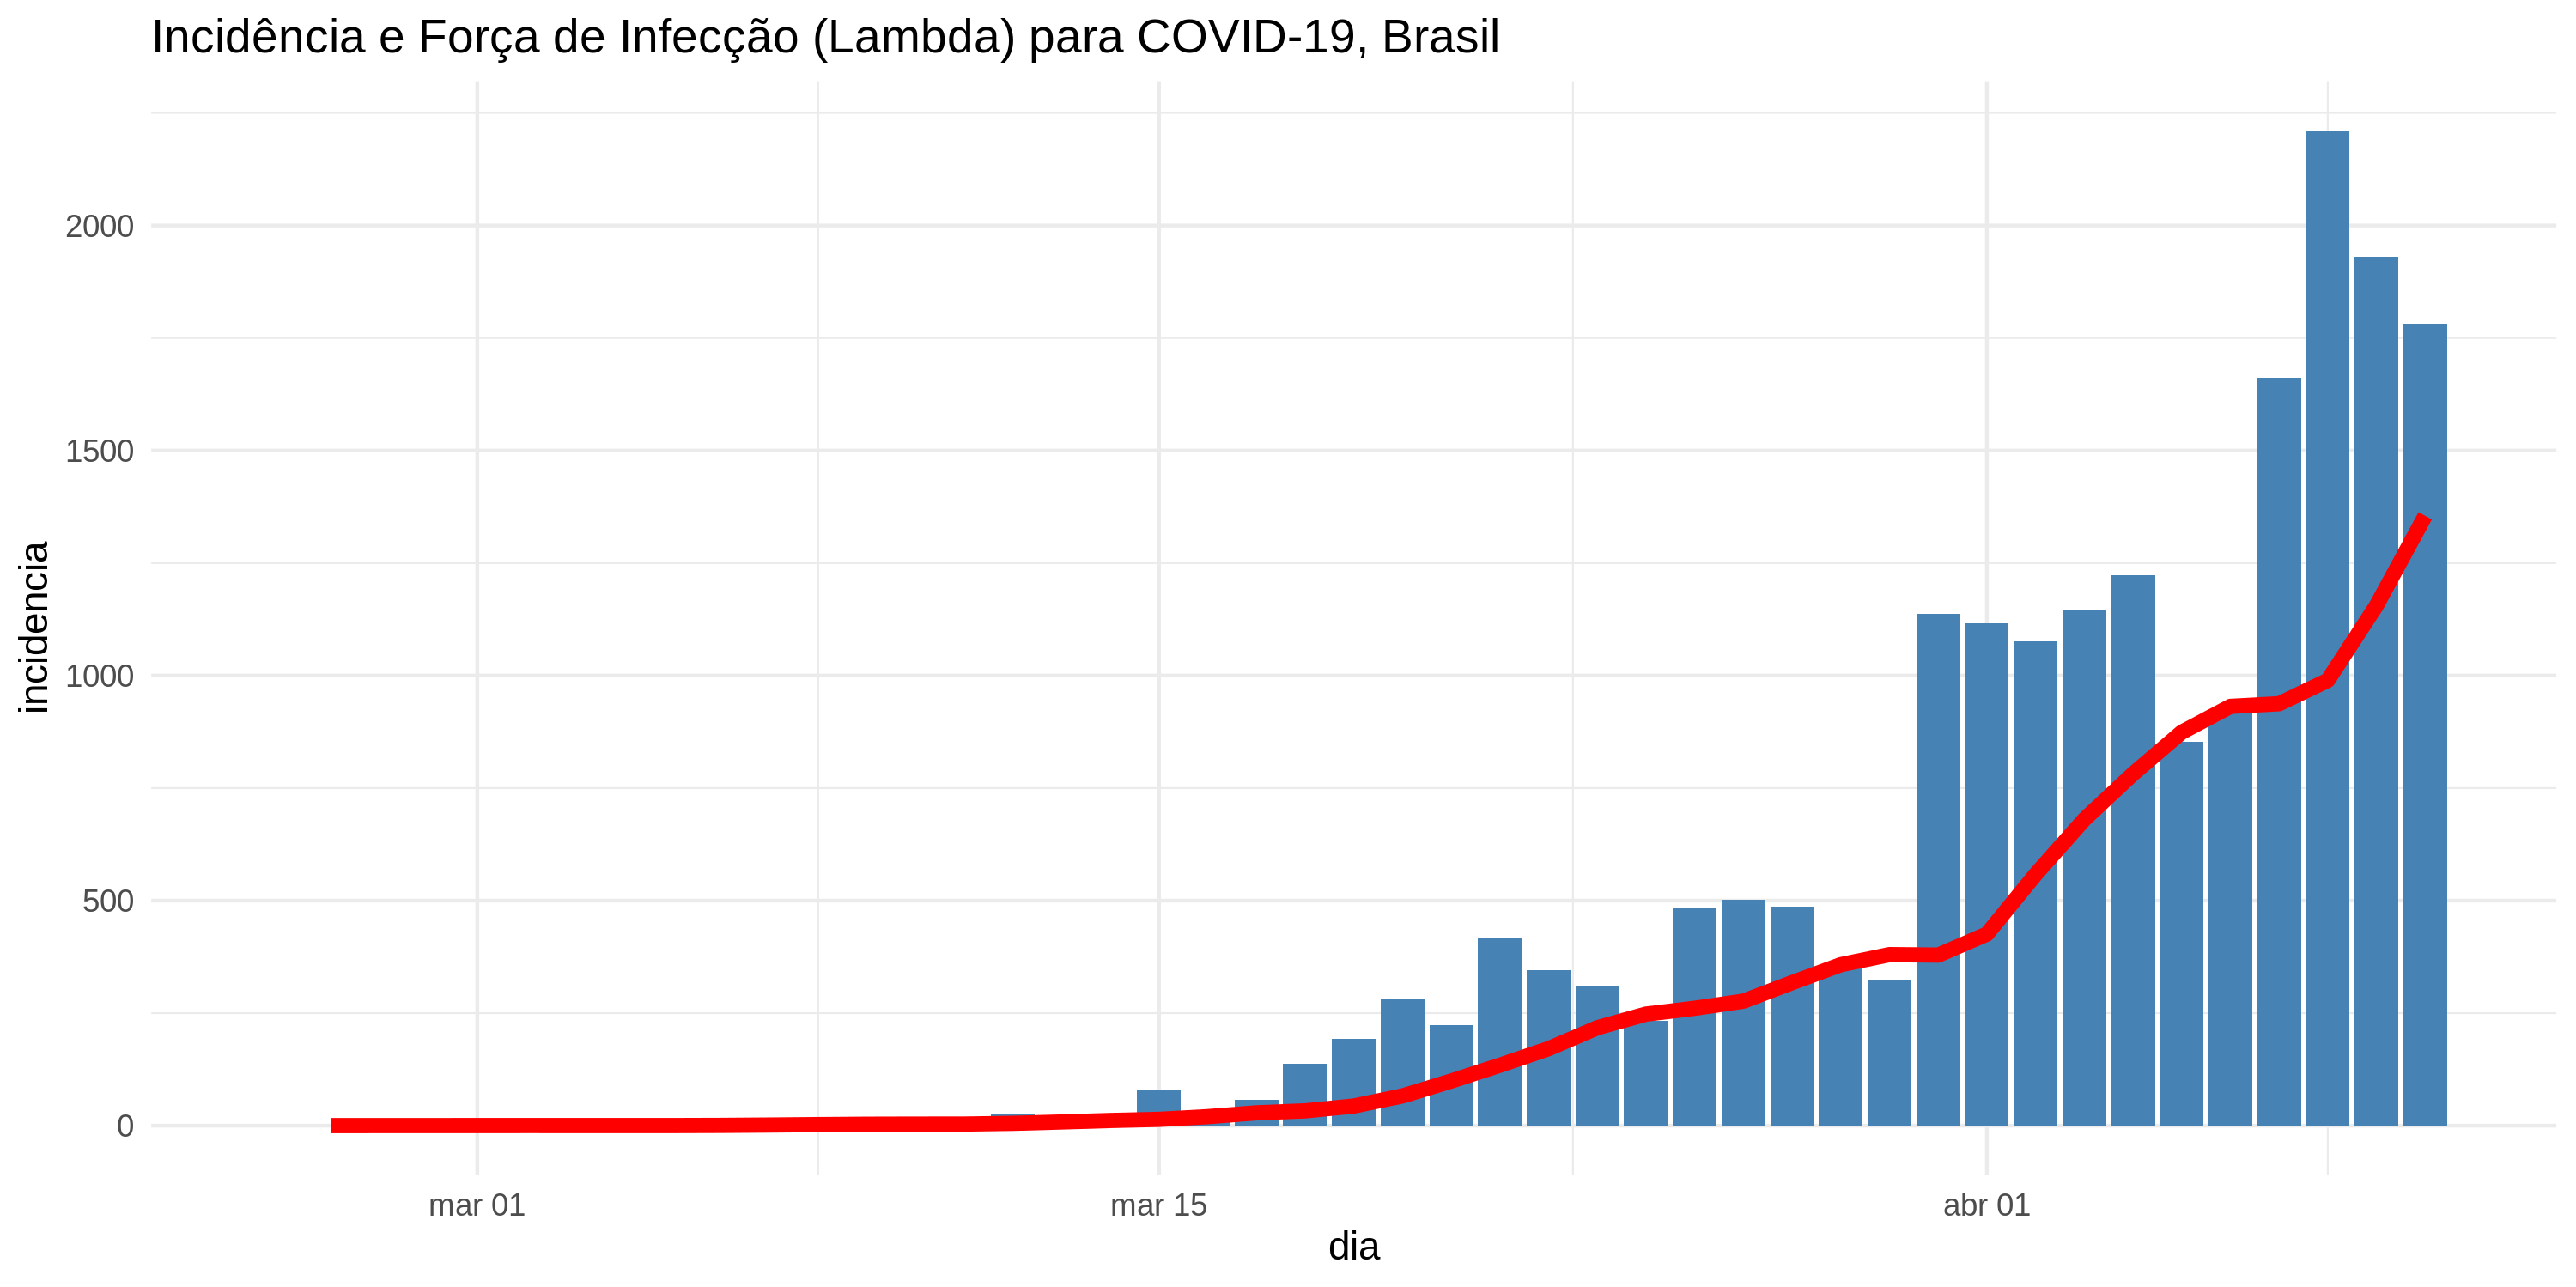 Incidência e Força de Infecção (Lambda) para COVID-19, Brasil
incidencia
2000
1500
1000
500
0
mar 01
mar 15
abr 01
dia